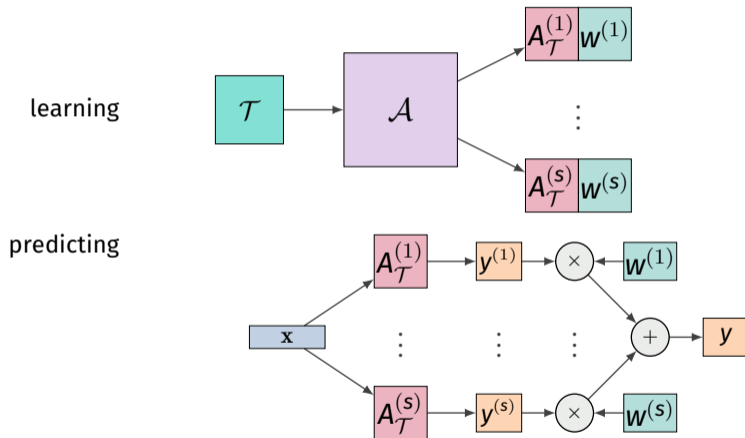 A_𝒯^(1) w^(1)
learning 𝒯 𝒜 ⋮
A_𝒯^(s) w^(s)
predicting
A_𝒯^(1) y^(1) × w^(1)
x ⋮ ⋮ ⋮ + y
A_𝒯^(s) y^(s) × w^(s)